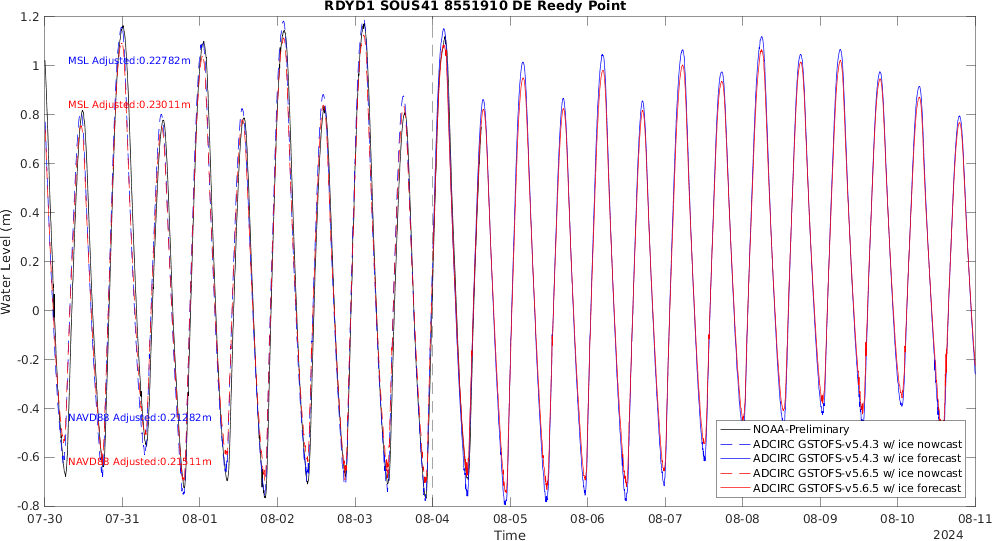 RDYD1 SOUS41 8551910 DE Reedy Point
Water Level (m)
1.2
1
0.8
0.6
0.4
0.2
0
-0.2
-0.4
-0.6
-0.8
MSL Adjusted:0.22782m
MSL Adjusted:0.23011m
NAVD88 Adjusted:0.21282m
NAVD88 Adjusted:0.21511m
NOAA-Preliminary
ADCIRC GSTOFS-v5.4.3 w/ ice nowcast
ADCIRC GSTOFS-v5.4.3 w/ ice forecast
ADCIRC GSTOFS-v5.6.5 w/ ice nowcast
ADCIRC GSTOFS-v5.6.5 w/ ice forecast
07-30 07-31 08-01 08-02 08-03 08-04 08-05 08-06 08-07 08-08 08-09 08-10 08-11
Time
2024